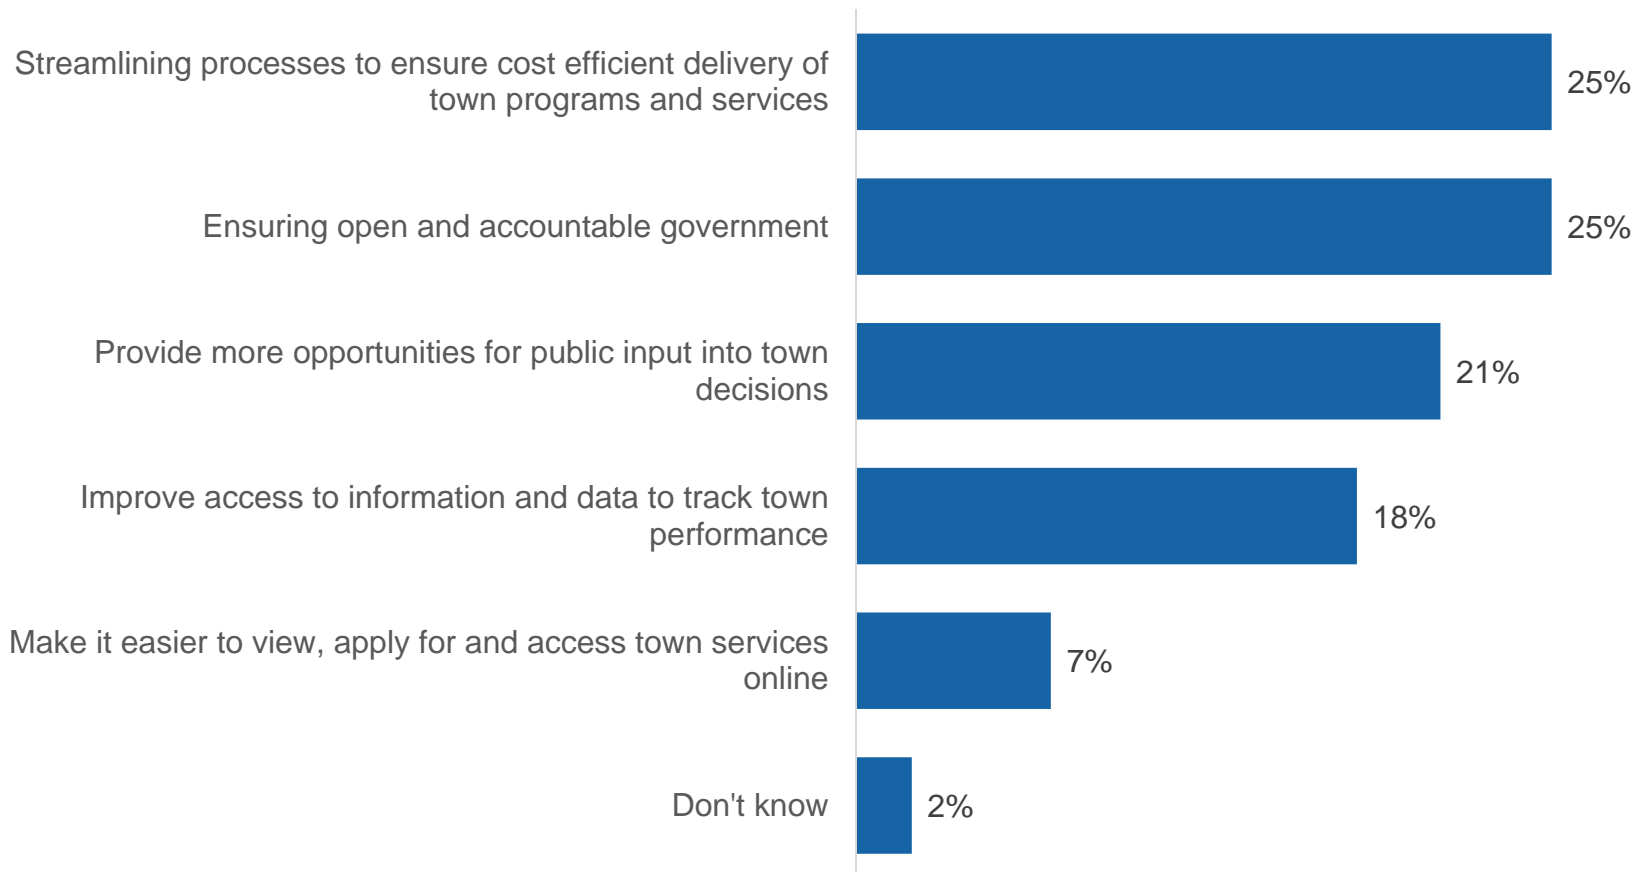 Streamlining processes to ensure cost efficient delivery of
town programs and services
25%
Ensuring open and accountable government
25%
Provide more opportunities for public input into town
decisions
21%
Improve access to information and data to track town
performance
18%
Make it easier to view, apply for and access town services
online
7%
Don't know
2%